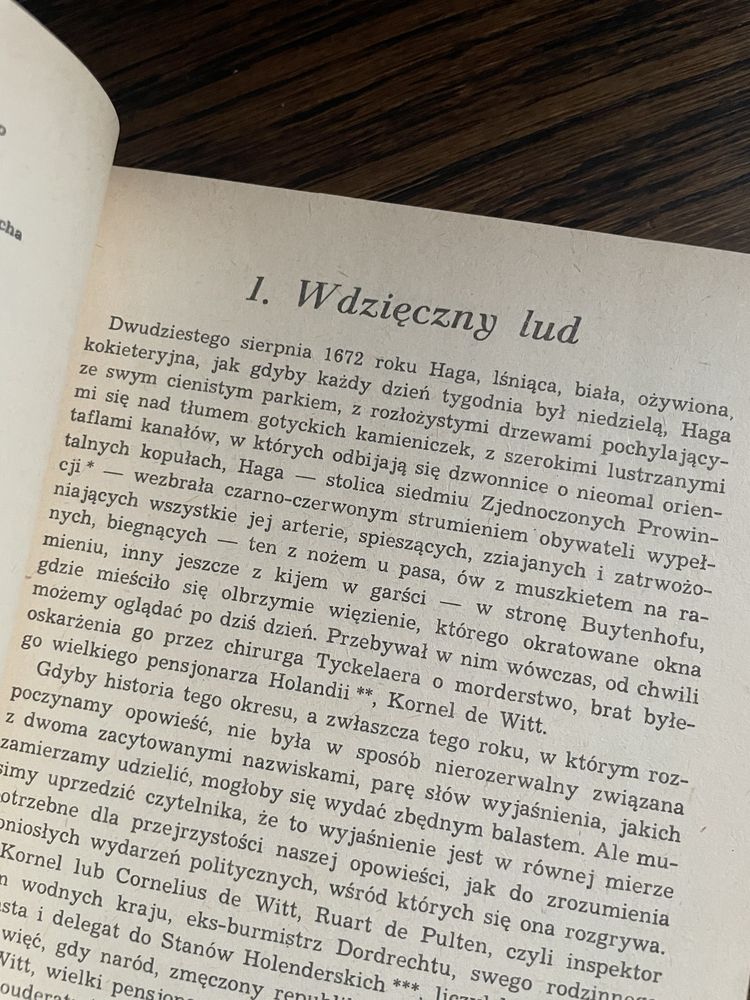 cha
1. Wdzięczny lud
Dwudziestego sierpnia 1672 roku Haga, lśniąca, biała, ożywiona,
kokieteryjna, jak gdyby każdy dzień tygodnia był niedzielą, Haga
ze swym cienistym parkiem, z rozłożystymi drzewami pochylający-
mi się nad tłumem gotyckich kamieniczek, z szerokimi lustrzanymi
taflami kanałów, w których odbijają się dzwonnice o nieomal orien-
talnych kopułach, Haga — stolica siedmiu Zjednoczonych Prowin-
cji * — wezbrała czarno-czerwonym strumieniem obywateli wypeł-
niających wszystkie jej arterie, spieszących, zziajanych i zatrwożo-
nych, biegnących — ten z nożem u pasa, ów z muszkietem na ra-
mieniu, inny jeszcze z kijem w garści — w stronę Buytenhofu,
gdzie mieściło się olbrzymie więzienie, którego okratowane okna
możemy oglądać po dziś dzień. Przebywał w nim wówczas, od chwili
oskarżenia go przez chirurga Tyckelaera o morderstwo, brat byłe-
go wielkiego pensjonarza Holandii **, Kornel de Witt.
Gdyby historia tego okresu, a zwłaszcza tego roku, w którym roz-
poczynamy opowieść, nie była w sposób nierozerwalny związana
z dwoma zacytowanymi nazwiskami, parę słów wyjaśnienia, jakich
zamierzamy udzielić, mogłoby się wydać zbędnym balastem. Ale mu-
simy uprzedzić czytelnika, że to wyjaśnienie jest w równej mierze
otrzebne dla przejrzystości naszej opowieści, jak do zrozumienia
oniosłych wydarzeń politycznych, wśród których się ona rozgrywa.
Kornel lub Cornelius de Witt, Ruart de Pulten, czyli inspektor
wodnych kraju, eks-burmistrz Dordrechtu, swego rodzinnego
sta i delegat do Stanów Holenderskich ***, liczył
więc, gdy naród, zmęczony
Witt, wielki